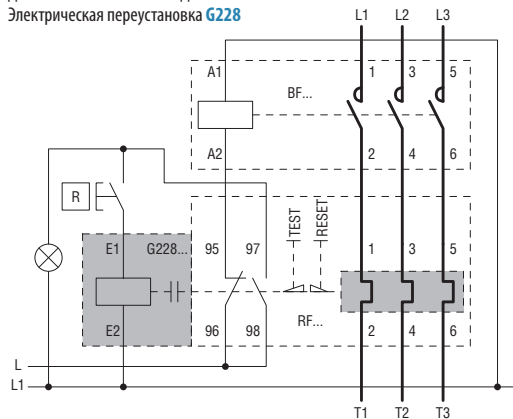 Электрическая переустановка G228
L1 L2 L3
A1 1 3 5
BF...
A2 2 4 6
R
TEST
RESET
E1 G228... 95 97 1 3 5
E2 96 98 RF... 2 4 6
L
L1
T1 T2 T3